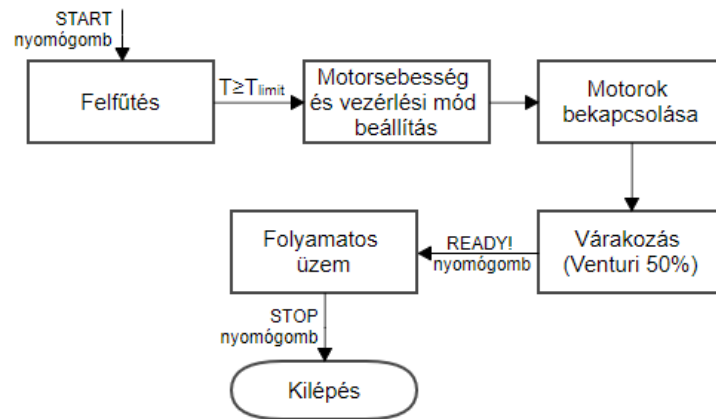 START
nyomógomb
Felfűtés
T≥Tlimit
Motorsebesség
és vezérlési mód
beállítás
Motorok
bekapcsolása
Várakozás
(Venturi 50%)
READY!
nyomógomb
Folyamatos
üzem
STOP
nyomógomb
Kilépés